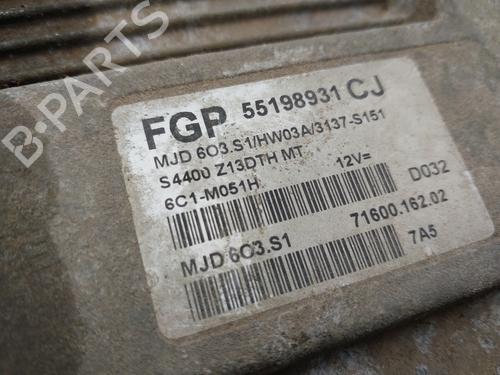 FGP 55198931 CJ
MJD 6O3.S1/HW03A/3137-S151
S4400 Z13DTH MT 12V=
6C1-M051H D032
MJD 6O3.S1 71600.162.02
7A5
B-PARTS